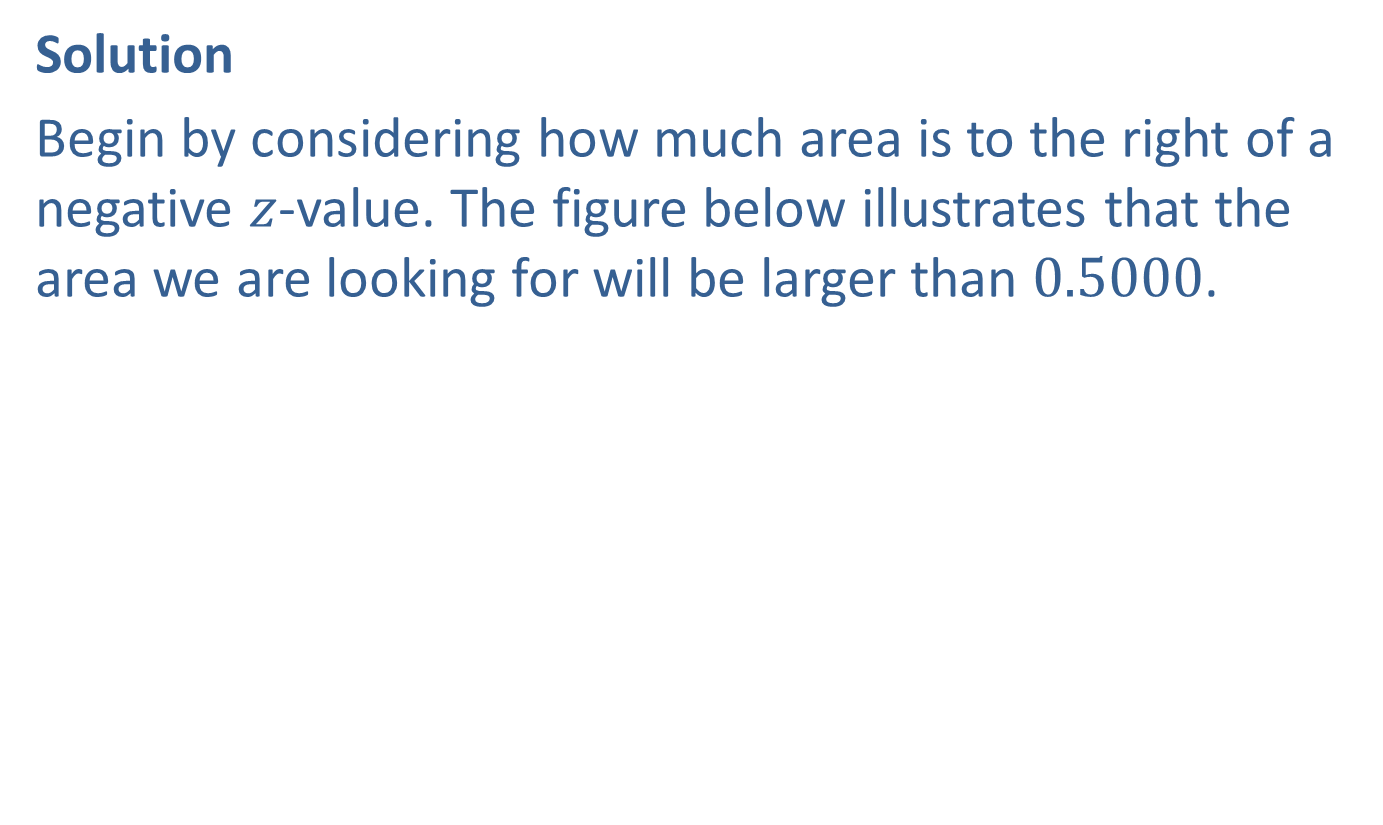 Solution
Begin by considering how much area is to the right of a
negative z-value. The figure below illustrates that the
area we are looking for will be larger than 0.5000.